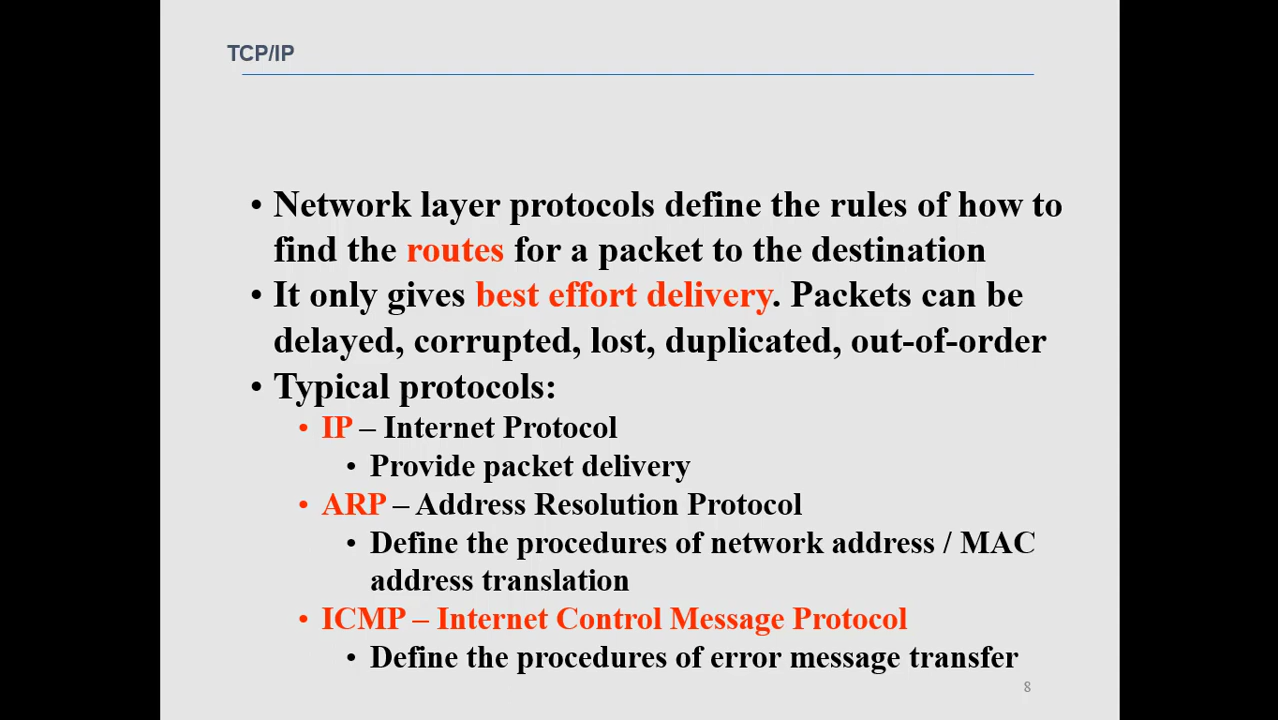 TCP/IP
• Network layer protocols define the rules of how to
find the routes for a packet to the destination
• It only gives best effort delivery. Packets can be
delayed, corrupted, lost, duplicated, out-of-order
• Typical protocols:
• IP – Internet Protocol
• Provide packet delivery
• ARP – Address Resolution Protocol
• Define the procedures of network address / MAC
address translation
• ICMP – Internet Control Message Protocol
• Define the procedures of error message transfer
8